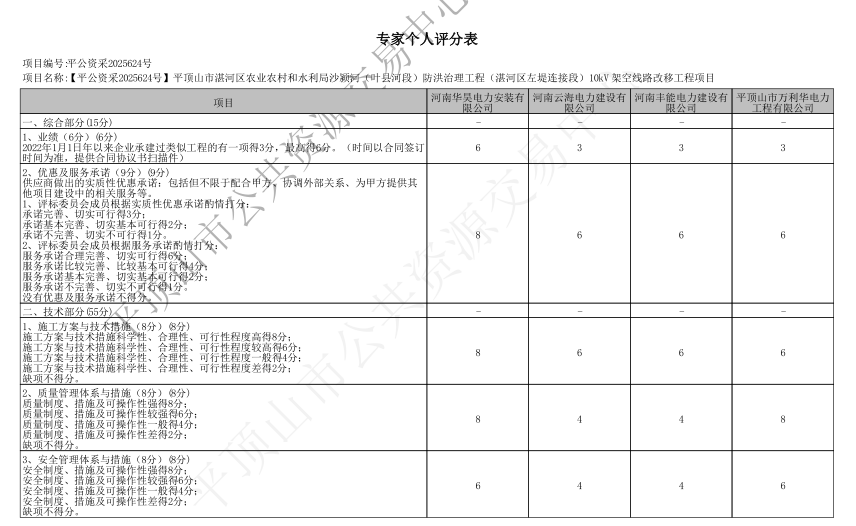 专家个人评分表
项目编号:平公资采2025624号
项目名称:【平公资采2025624号】平顶山市湛河区农业农村和水利局沙颍河（叶县河段）防洪治理工程（湛河区左堤连接段）10kV架空线路改移工程项目
项目 河南华昊电力安装有限公司 河南云海电力建设有限公司 河南丰能电力建设有限公司 平顶山市万利华电力工程有限公司
一、综合部分(15分) - - - -
1、业绩（6分）(6分)
2022年1月1日年以来企业承建过类似工程的有一项得3分，最高得6分。（时间以合同签订
时间为准，提供合同协议书扫描件）
6 3 3 3
2、优惠及服务承诺（9分）(9分)
供应商做出的实质性优惠承诺：包括但不限于配合甲方、协调外部关系、为甲方提供其
他项目建设中的相关服务等。
1、评标委员会成员根据实质性优惠承诺酌情打分；
承诺完善、切实可行得3分；
承诺基本完善、切实基本可行得2分；
承诺不完善、切实不可行得1分。
2、评标委员会成员根据服务承诺酌情打分；
服务承诺合理完善、切实可行得6分；
服务承诺比较完善、比较基本可行得4分；
服务承诺基本完善、切实基本可行得2分；
服务承诺不完善、切实不可行得1分。
没有优惠及服务承诺不得分。
8 6 6 6
二、技术部分(55分) - - - -
1、施工方案与技术措施（8分）(8分)
施工方案与技术措施科学性、合理性、可行性程度高得8分；
施工方案与技术措施科学性、合理性、可行性程度较高得6分；
施工方案与技术措施科学性、合理性、可行性程度一般得4分；
施工方案与技术措施科学性、合理性、可行性程度差得2分；
缺项不得分。
8 6 6 6
2、质量管理体系与措施（8分）(8分)
质量制度、措施及可操作性强得8分；
质量制度、措施及可操作性较强得6分；
质量制度、措施及可操作性一般得4分；
质量制度、措施及可操作性差得2分；
缺项不得分。
8 4 4 8
3、安全管理体系与措施（8分）(8分)
安全制度、措施及可操作性强得8分；
安全制度、措施及可操作性较强得6分；
安全制度、措施及可操作性一般得4分；
安全制度、措施及可操作性差得2分；
缺项不得分。
6 4 4 6
平顶山市公共资源交易中心
平顶山市公共资源交易中